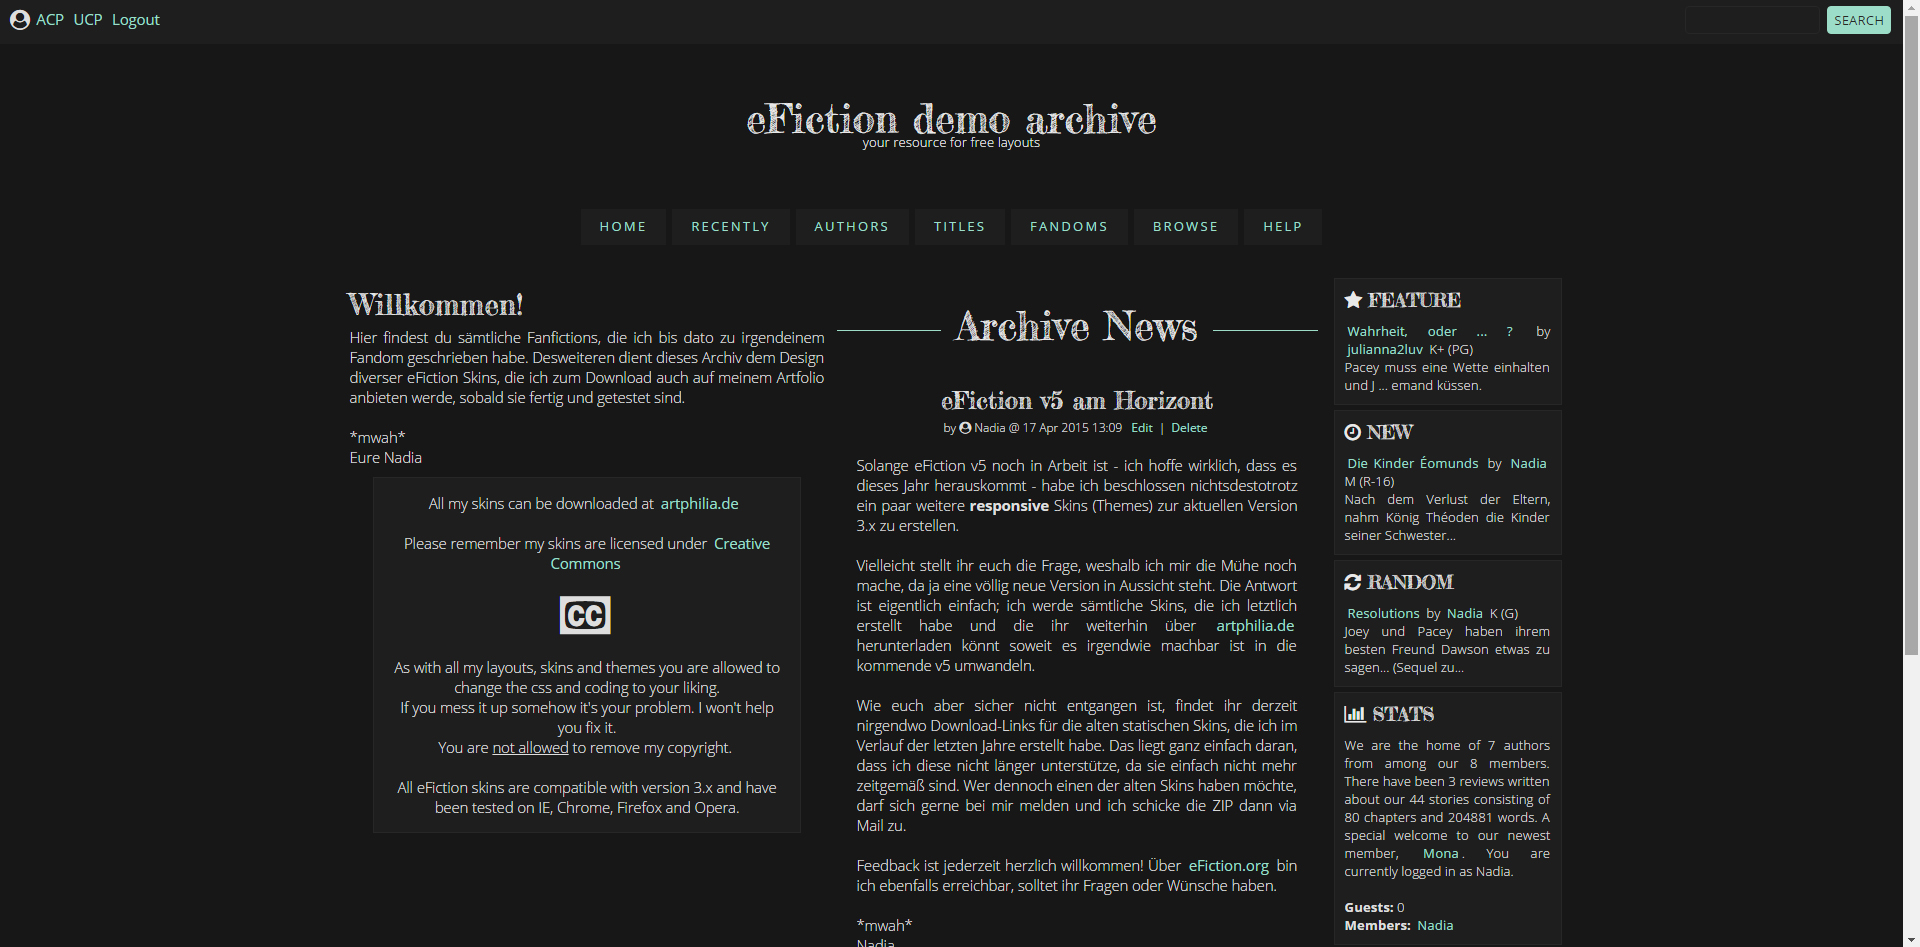 ACP UCP Logout
SEARCH
eFiction demo archive
your resource for free layouts
HOME
RECENTLY
AUTHORS
TITLES
FANDOMS
BROWSE
HELP
Willkommen!
Hier findest du sämtliche Fanfictions, die ich bis dato zu irgendeinem
Fandom geschrieben habe. Desweiteren dient dieses Archiv dem Design
diverser eFiction Skins, die ich zum Download auch auf meinem Artfolio
anbieten werde, sobald sie fertig und getestet sind.
*mwah*
Eure Nadia
All my skins can be downloaded at artphilia.de
Please remember my skins are licensed under Creative
Commons
CC
As with all my layouts, skins and themes you are allowed to
change the css and coding to your liking.
If you mess it up somehow it's your problem. I won't help
you fix it.
You are not allowed to remove my copyright.
All eFiction skins are compatible with version 3.x and have
been tested on IE, Chrome, Firefox and Opera.
Archive News
eFiction v5 am Horizont
by Nadia @ 17 Apr 2015 13:09 Edit | Delete
Solange eFiction v5 noch in Arbeit ist - ich hoffe wirklich, dass es
dieses Jahr herauskommt - habe ich beschlossen nichtsdestotrotz
ein paar weitere responsive Skins (Themes) zur aktuellen Version
3.x zu erstellen.
Vielleicht stellt ihr euch die Frage, weshalb ich mir die Mühe noch
mache, da ja eine völlig neue Version in Aussicht steht. Die Antwort
ist eigentlich einfach; ich werde sämtliche Skins, die ich letztlich
erstellt habe und die ihr weiterhin über artphilia.de
herunterladen könnt soweit es irgendwie machbar ist in die
kommende v5 umwandeln.
Wie euch aber sicher nicht entgangen ist, findet ihr derzeit
nirgendwo Download-Links für die alten statischen Skins, die ich im
Verlauf der letzten Jahre erstellt habe. Das liegt ganz einfach daran,
dass ich diese nicht länger unterstütze, da sie einfach nicht mehr
zeitgemäß sind. Wer dennoch einen der alten Skins haben möchte,
darf sich gerne bei mir melden und ich schicke die ZIP dann via
Mail zu.
Feedback ist jederzeit herzlich willkommen! Über eFiction.org bin
ich ebenfalls erreichbar, solltet ihr Fragen oder Wünsche haben.
*mwah*
Nadia
FEATURE
Wahrheit, oder ... ? by
julianna2luv K+ (PG)
Pacey muss eine Wette einhalten
und J ... emand küssen.
NEW
Die Kinder Éomunds by Nadia
M (R-16)
Nach dem Verlust der Eltern,
nahm König Théoden die Kinder
seiner Schwester...
RANDOM
Resolutions by Nadia K (G)
Joey und Pacey haben ihrem
besten Freund Dawson etwas zu
sagen... (Sequel zu...
STATS
We are the home of 7 authors
from among our 8 members.
There have been 3 reviews written
about our 44 stories consisting of
80 chapters and 204881 words. A
special welcome to our newest
member, Mona. You are
currently logged in as Nadia.
Guests: 0
Members: Nadia